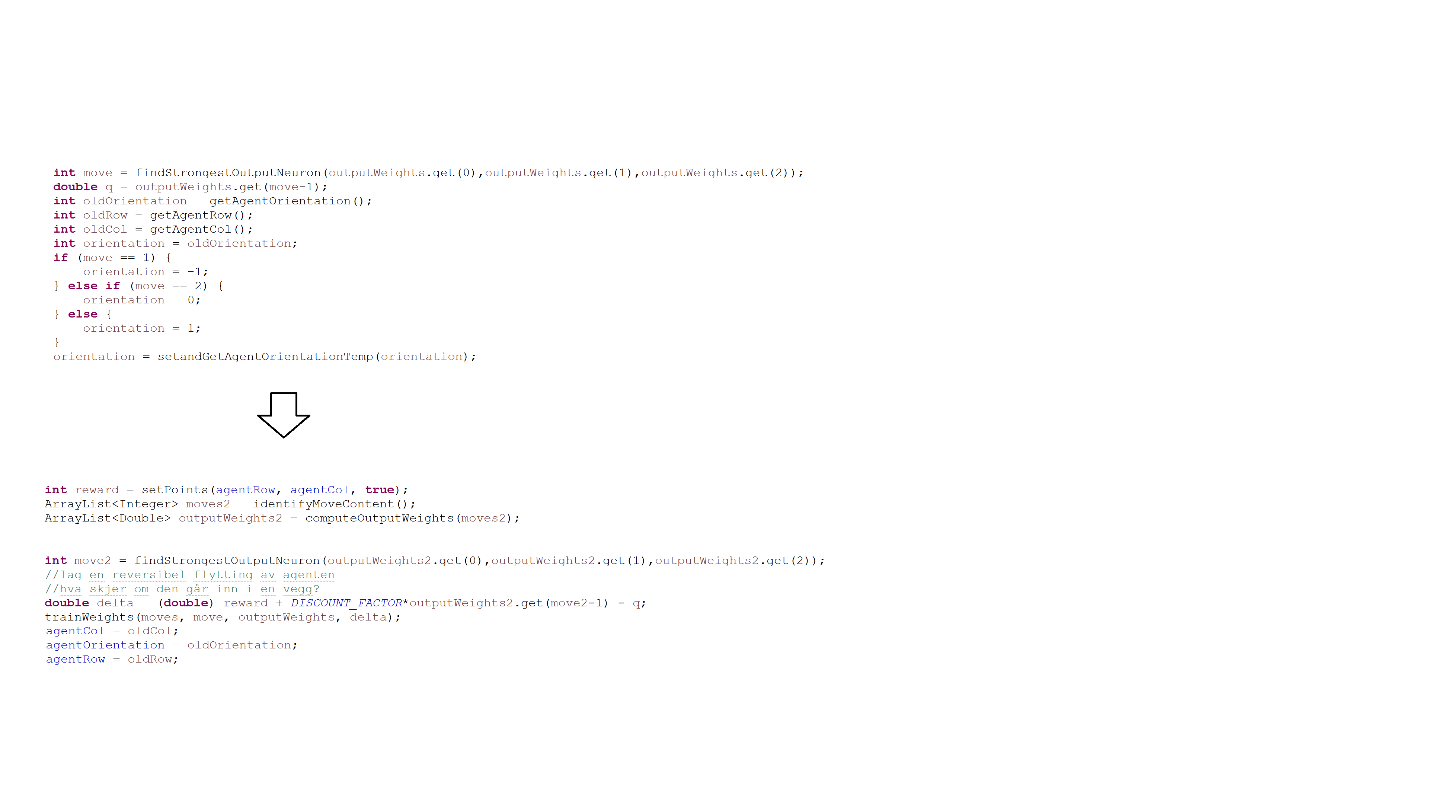 int move = findStrongestOutputNeuron(outputWeights.get(0),outputWeights.get(1),outputWeights.get(2));
double q = outputWeights.get(move-1);
int oldOrientation = getAgentOrientation();
int oldRow = getAgentRow();
int oldCol = getAgentCol();
int orientation = oldOrientation;
if (move == 1) {
orientation = -1;
} else if (move == 2) {
orientation = 0;
} else {
orientation = 1;
}
orientation = setandGetAgentOrientationTemp(orientation);
int reward = setPoints(agentRow, agentCol, true);
ArrayList<Integer> moves2 = identifyMoveContent();
ArrayList<Double> outputWeights2 = computeOutputWeights(moves2);
int move2 = findStrongestOutputNeuron(outputWeights2.get(0),outputWeights2.get(1),outputWeights2.get(2));
//lag en reversibel flytting av agenten
//hva skjer om den går inn i en vegg?
double delta = (double) reward + DISCOUNT_FACTOR*outputWeights2.get(move2-1) - q;
trainWeights(moves, move, outputWeights, delta);
agentCol = oldCol;
agentOrientation = oldOrientation;
agentRow = oldRow;